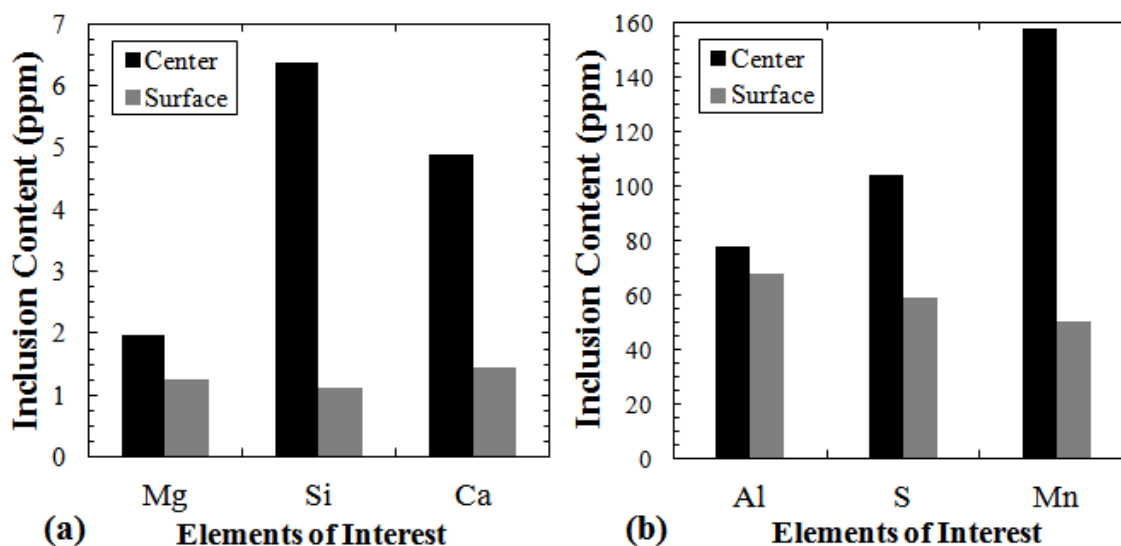 7
6
5
4
3
2
1
0
Inclusion Content (ppm)
Center
Surface
Mg Si Ca
(a) Elements of Interest
160
140
120
100
80
60
40
20
0
Inclusion Content (ppm)
Center
Surface
Al S Mn
(b) Elements of Interest